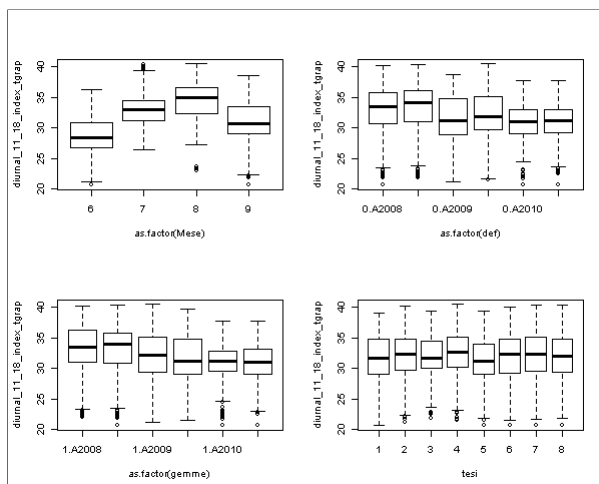 diurnal_11_18_index_tgrap
40
35
30
25
20
6 7 8 9
as.factor(Mese)
diurnal_11_18_index_tgrap
40
35
30
25
20
0.A2008 0.A2009 0.A2010
as.factor(def)
diurnal_11_18_index_tgrap
40
35
30
25
20
1.A2008 1.A2009 1.A2010
as.factor(gemme)
diurnal_11_18_index_tgrap
40
35
30
25
20
1 2 3 4 5 6 7 8
tesi